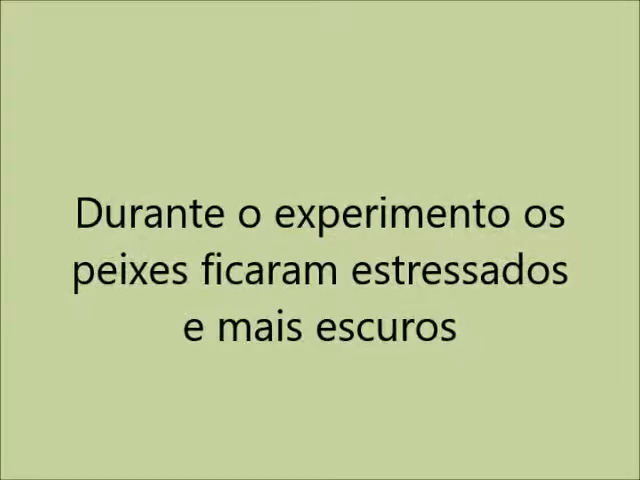 Durante o experimento os
peixes ficaram estressados
e mais escuros